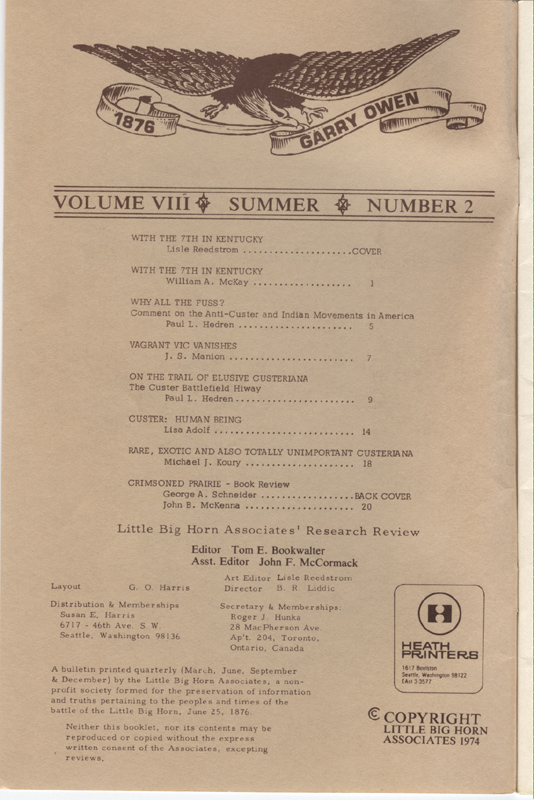 1876
GARRY OWEN
VOLUME VIII SUMMER NUMBER 2
WITH THE 7TH IN KENTUCKY
Lisle Reedstrom .....................COVER
WITH THE 7TH IN KENTUCKY
William A. McKay ................... 1
WHY ALL THE FUSS?
Comment on the Anti-Custer and Indian Movements in America
Paul L. Hedren ...................... 5
VAGRANT VIC VANISHES
J. S. Manion ........................ 7
ON THE TRAIL OF ELUSIVE CUSTERIANA
The Custer Battlefield Hiway
Paul L. Hedren ....................... 9
CUSTER: HUMAN BEING
Lisa Adolf ........................... 14
RARE, EXOTIC AND ALSO TOTALLY UNIMPORTANT CUSTERIANA
Michael J. Koury ..................... 18
CRIMSONED PRAIRIE - Book Review
George A. Schneider ..................BACK COVER
John B. McKenna ...................... 20
Little Big Horn Associates' Research Review
Editor Tom E. Bookwalter
Asst. Editor John F. McCormack
Art Editor Lisle Reedstrom
Layout G. O. Harris Director B. R. Liddic
Distribution & Memberships
Susan E. Harris
6717 - 46th Ave. S.W.
Seattle, Washington 98136
Secretary & Memberships:
Roger J. Hunka
28 MacPherson Ave.
Ap't. 204, Toronto,
Ontario, Canada
H
HEATH
PRINTERS
1817 Boylston
Seattle, Washington 98122
EAst 3-3577
A bulletin printed quarterly (March, June, September
& December) by the Little Big Horn Associates, a non-
profit society formed for the preservation of information
and truths pertaining to the peoples and times of the
battle of the Little Big Horn, June 25, 1876.
Neither this booklet, nor its contents may be
reproduced or copied without the express
written consent of the Associates, excepting
reviews.
© COPYRIGHT
LITTLE BIG HORN
ASSOCIATES 1974